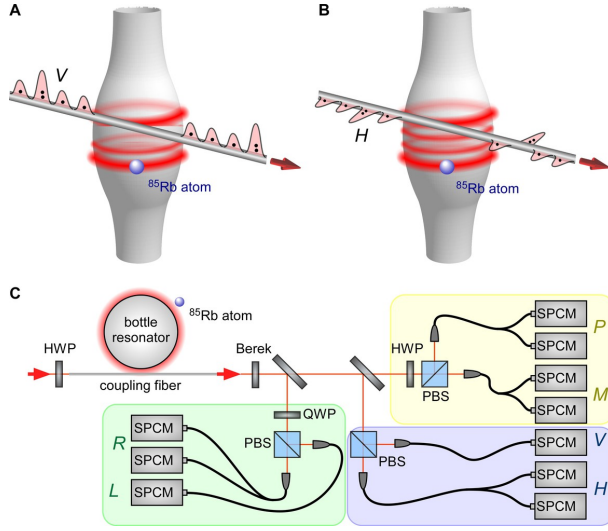 A
V
85Rb atom
B
H
85Rb atom
C
bottle
resonator
85Rb atom
HWP
coupling fiber
Berek
HWP
PBS
SPCM
P
SPCM
SPCM
M
SPCM
QWP
PBS
R
SPCM
SPCM
L
SPCM
PBS
SPCM
V
SPCM
H
SPCM